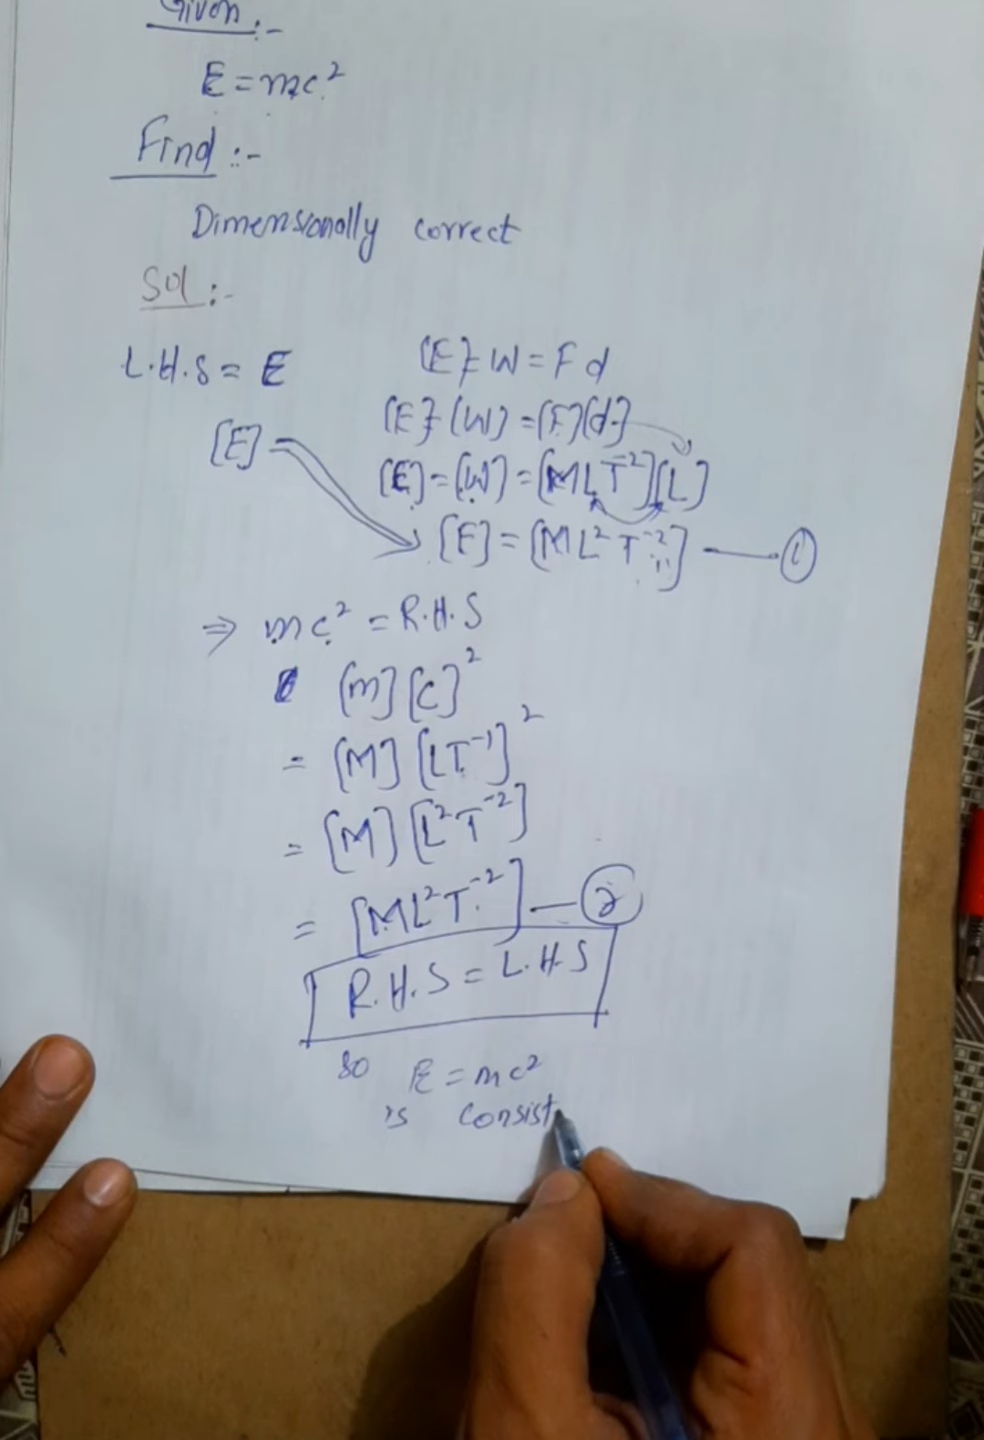 Given :-
E = mc²
Find :-
Dimensionally correct
Sol :-
L.H.S = E
[E]
[E] = W = Fd
[E] = [W] = [F][d]
[E] = [W] = [MLT⁻²][L]
[E] = [ML²T⁻²] — ①
⇒ mc² = R.H.S
[m][c]²
= [M][LT⁻¹]²
= [M][L²T⁻²]
= [ML²T⁻²] — ②
R.H.S = L.H.S
so E = mc²
is consist